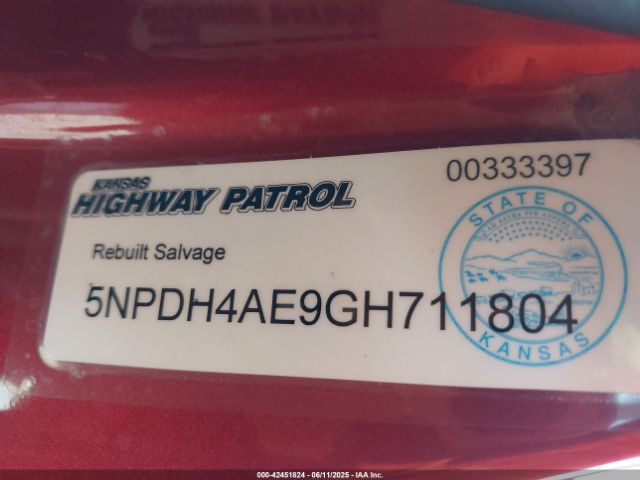 KANSAS
HIGHWAY PATROL
00333397
Rebuilt Salvage
5NPDH4AE9GH711804
STATE OF
KANSAS
000-42451824 - 06/11/2025 - IAA Inc.